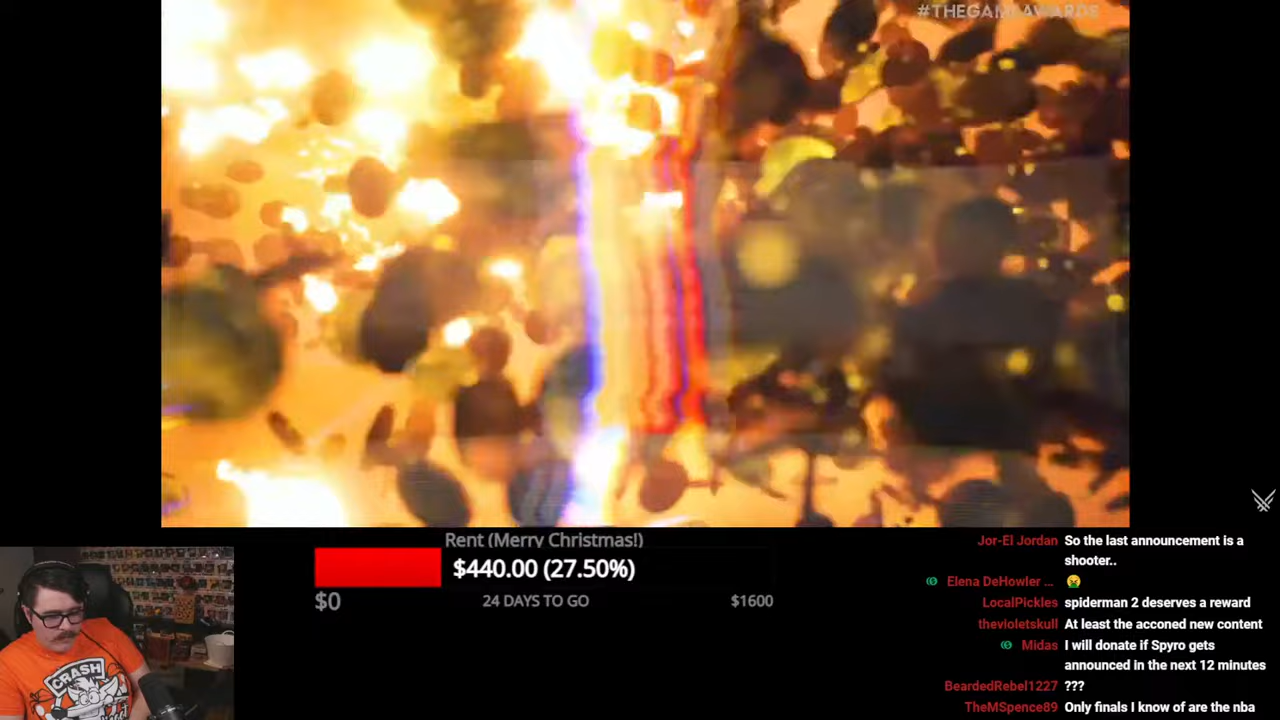 #THEGAMEAWARDS
Rent (Merry Christmas!)
$440.00 (27.50%)
$0
24 DAYS TO GO
$1600
CRASH
Jor-El Jordan So the last announcement is a
shooter..
Elena DeHowler ... 🤮
LocalPickles spiderman 2 deserves a reward
thevioletskull At least the acconed new content
Midas I will donate if Spyro gets
announced in the next 12 minutes
BeardedRebel1227 ???
TheMSpence89 Only finals I know of are the nba